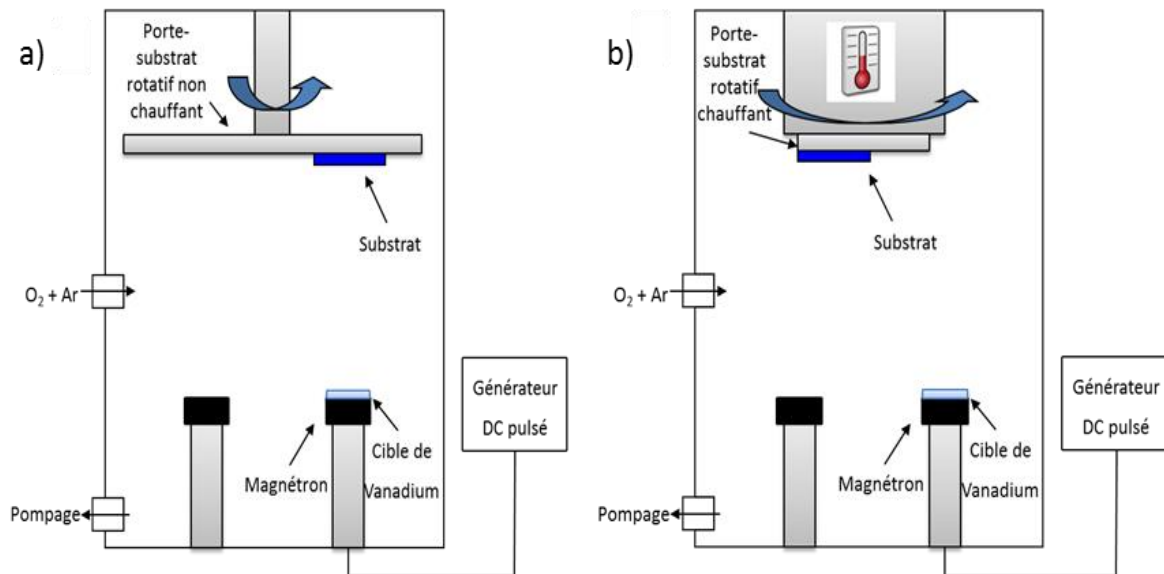 a)
Porte-
substrat
rotatif non
chauffant
Substrat
O₂ + Ar
Générateur
DC pulsé
Cible de
Magnétron
Vanadium
Pompage
b)
Porte-
substrat
rotatif
chauffant
Substrat
O₂ + Ar
Générateur
DC pulsé
Cible de
Magnétron
Vanadium
Pompage